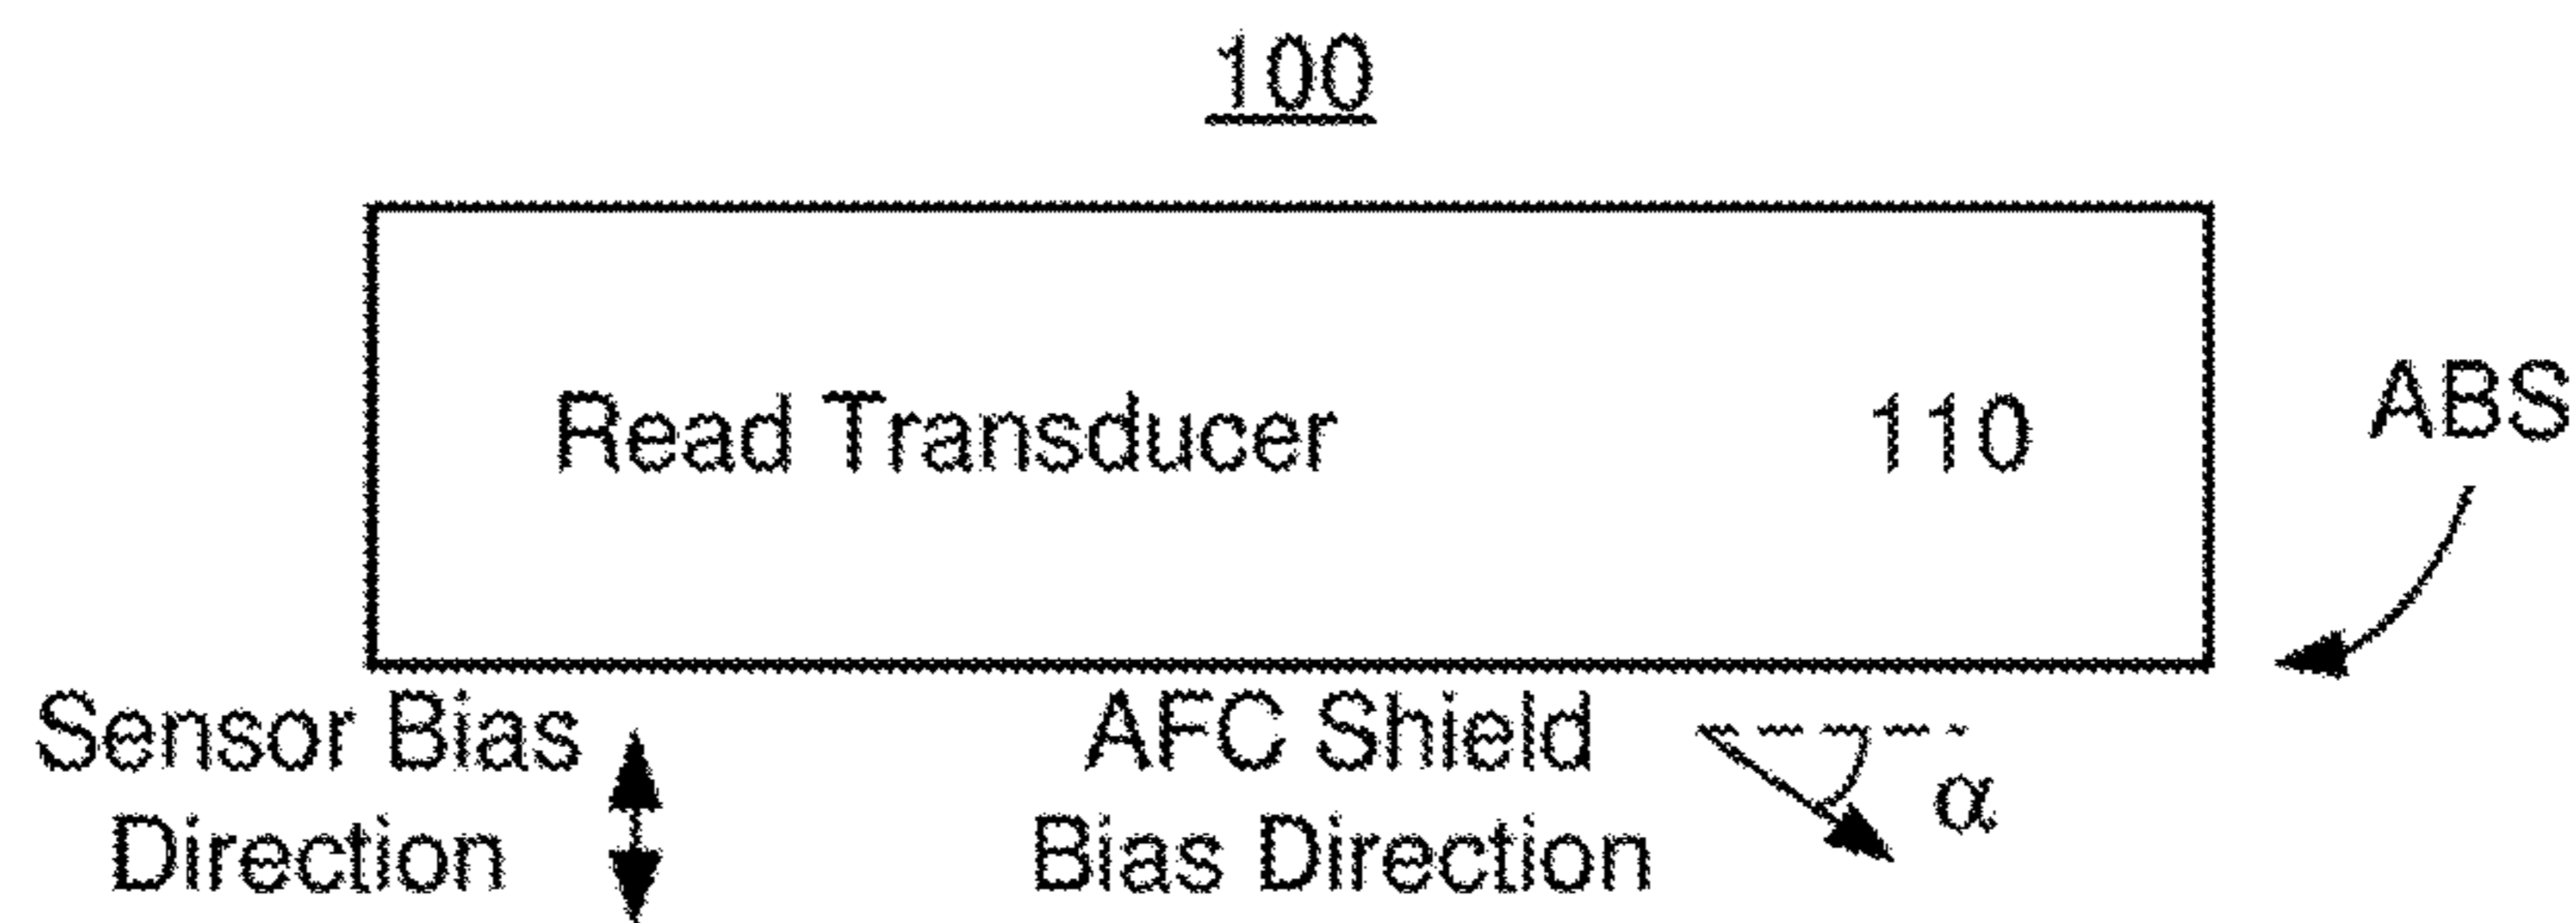 100
Read Transducer 110
ABS
Sensor Bias
Direction
AFC Shield
Bias Direction
α